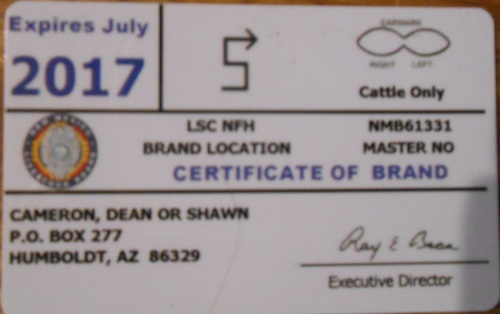 Expires July
2017
EARMARK
RIGHT LEFT
Cattle Only
LSC NFH
BRAND LOCATION
NMB61331
MASTER NO
CERTIFICATE OF BRAND
CAMERON, DEAN OR SHAWN
P.O. BOX 277
HUMBOLDT, AZ 86329
Ray E
Executive Director